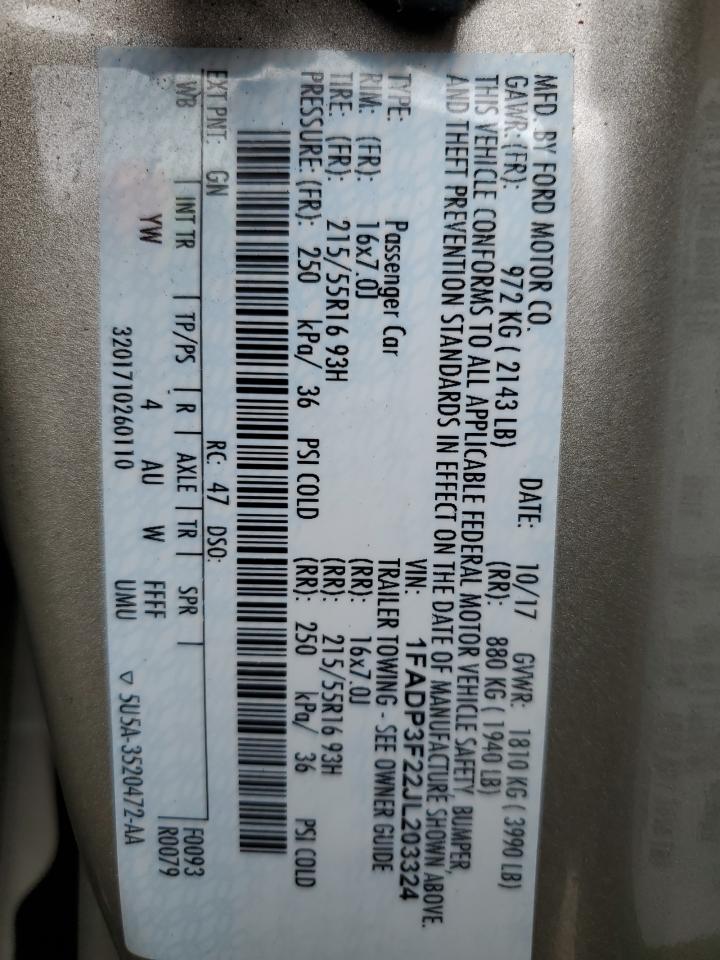 MFD. BY FORD MOTOR CO. DATE: 10/17 GVWR: 1810 KG ( 3990 LB)
GAWR: (FR): 972 KG ( 2143 LB) (RR): 880 KG ( 1940 LB)
THIS VEHICLE CONFORMS TO ALL APPLICABLE FEDERAL MOTOR VEHICLE SAFETY, BUMPER,
AND THEFT PREVENTION STANDARDS IN EFFECT ON THE DATE OF MANUFACTURE SHOWN ABOVE.
VIN: 1FADP3F22JL203324
TYPE: Passenger Car TRAILER TOWING - SEE OWNER GUIDE
RIM: (FR): 16x7.0J (RR): 16x7.0J
TIRE: (FR): 215/55R16 93H (RR): 215/55R16 93H
PRESSURE: (FR): 250 kPa/ 36 PSI COLD (RR): 250 kPa/ 36 PSI COLD
EXT PNT: GN RC: 47 DSO: F0093
WB INT TR TP/PS R AXLE TR SPR R0079
YW 4 AU W FFFF
3201710260110 UMU ▽ 5U5A-3520472-AA